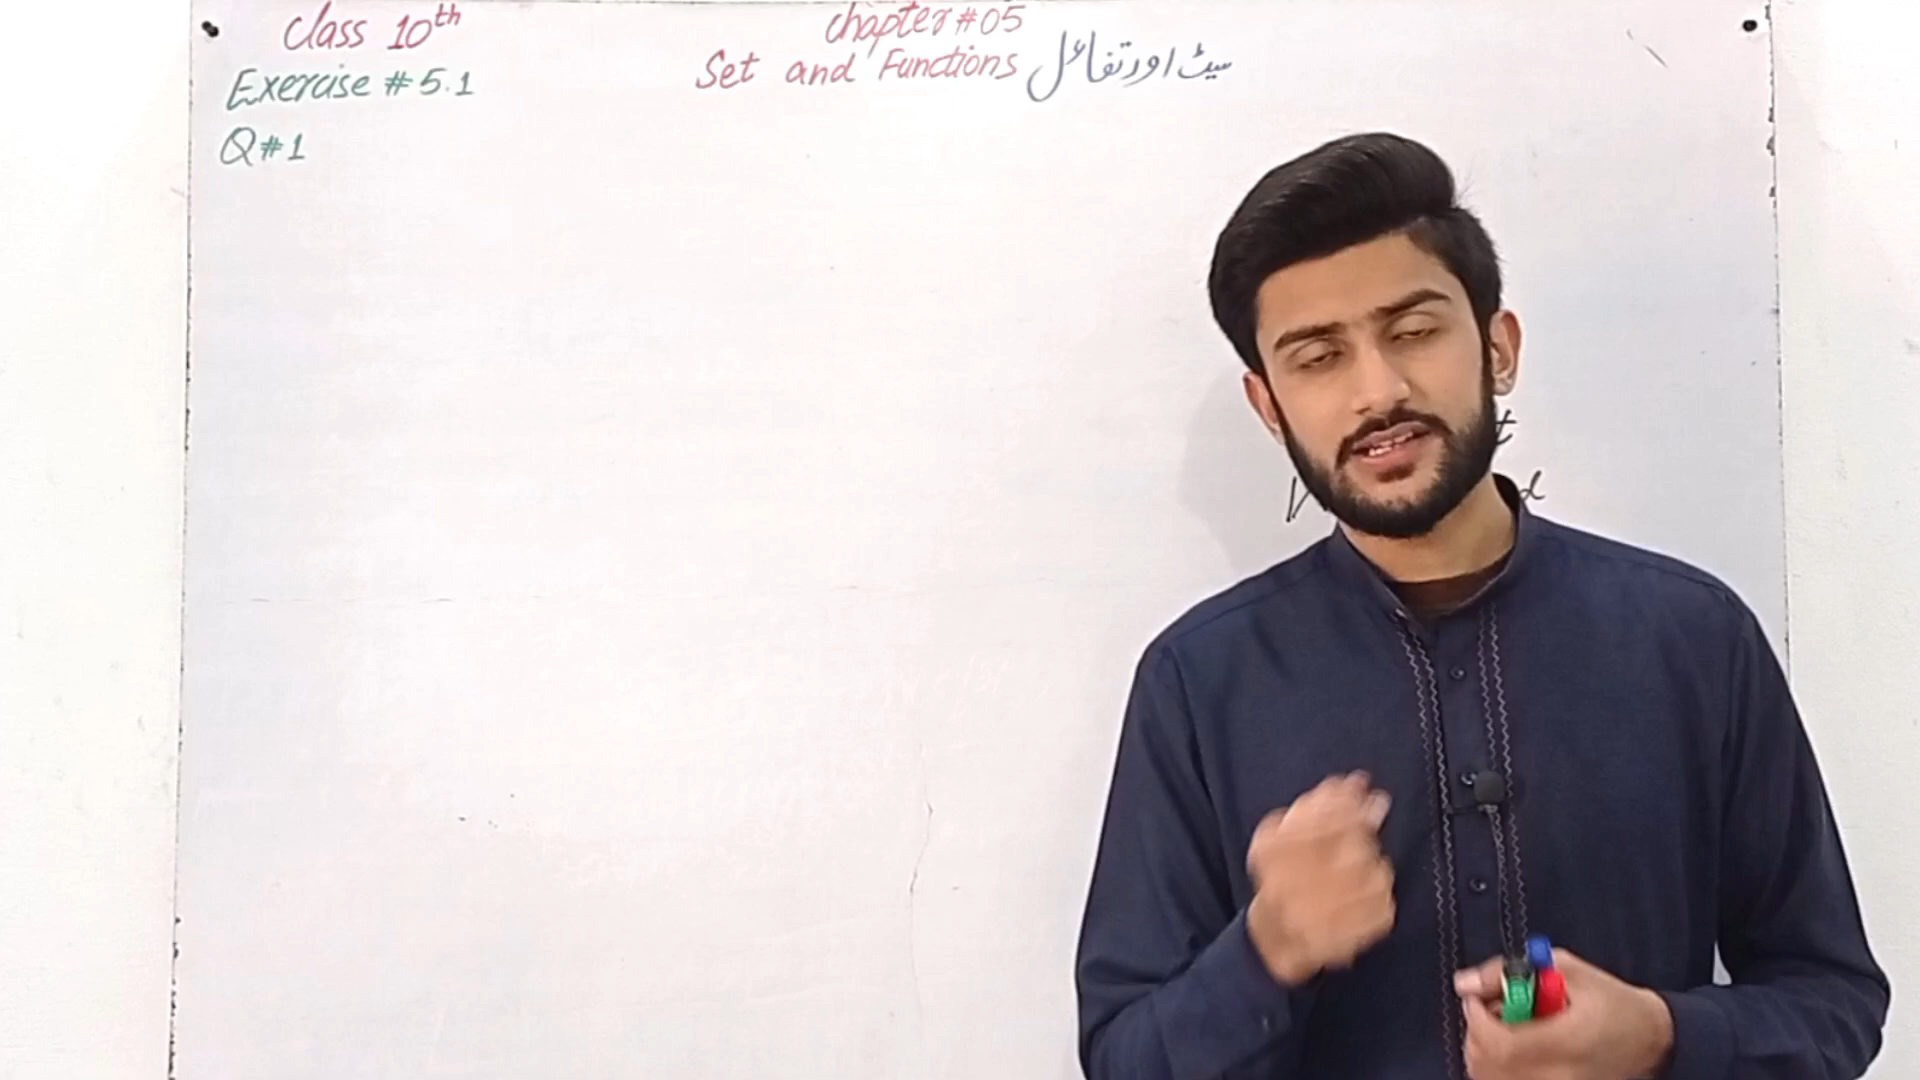 Class 10th
Chapter #05
Exercise #5.1
Set and Functions سیٹ اور تفاعل
Q#1